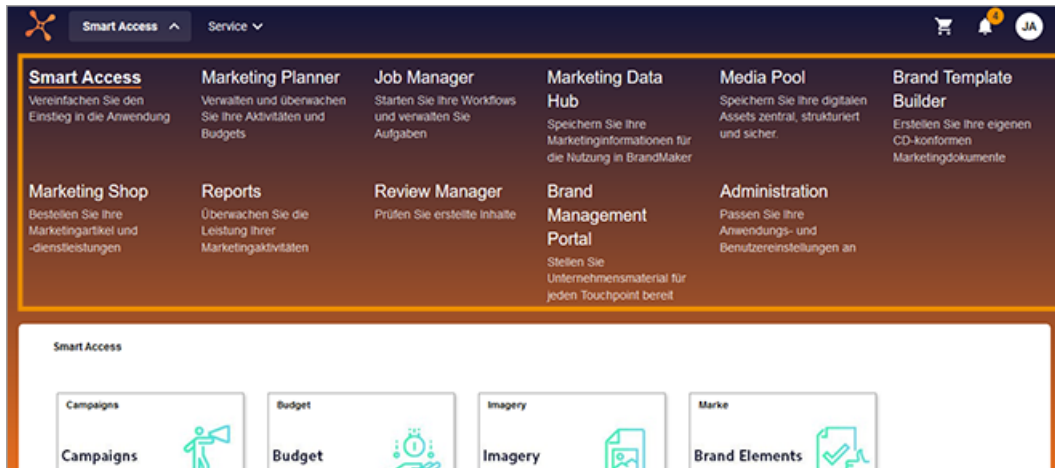 Smart Access
Service
4
JA
Smart Access
Vereinfachen Sie den
Einstieg in die Anwendung
Marketing Planner
Verwalten und überwachen
Sie Ihre Aktivitäten und
Budgets
Job Manager
Starten Sie Ihre Workflows
und verwalten Sie
Aufgaben
Marketing Data
Hub
Speichern Sie Ihre
Marketinginformationen für
die Nutzung in BrandMaker
Media Pool
Speichern Sie Ihre digitalen
Assets zentral, strukturiert
und sicher.
Brand Template
Builder
Erstellen Sie Ihre eigenen
CD-konformen
Marketingdokumente
Marketing Shop
Bestellen Sie Ihre
Marketingartikel und
-dienstleistungen
Reports
Überwachen Sie die
Leistung Ihrer
Marketingaktivitäten
Review Manager
Prüfen Sie erstellte Inhalte
Brand
Management
Portal
Stellen Sie
Unternehmensmaterial für
jeden Touchpoint bereit
Administration
Passen Sie Ihre
Anwendungs- und
Benutzereinstellungen an
Smart Access
Campaigns
Campaigns
Budget
Budget
Imagery
Imagery
Marke
Brand Elements